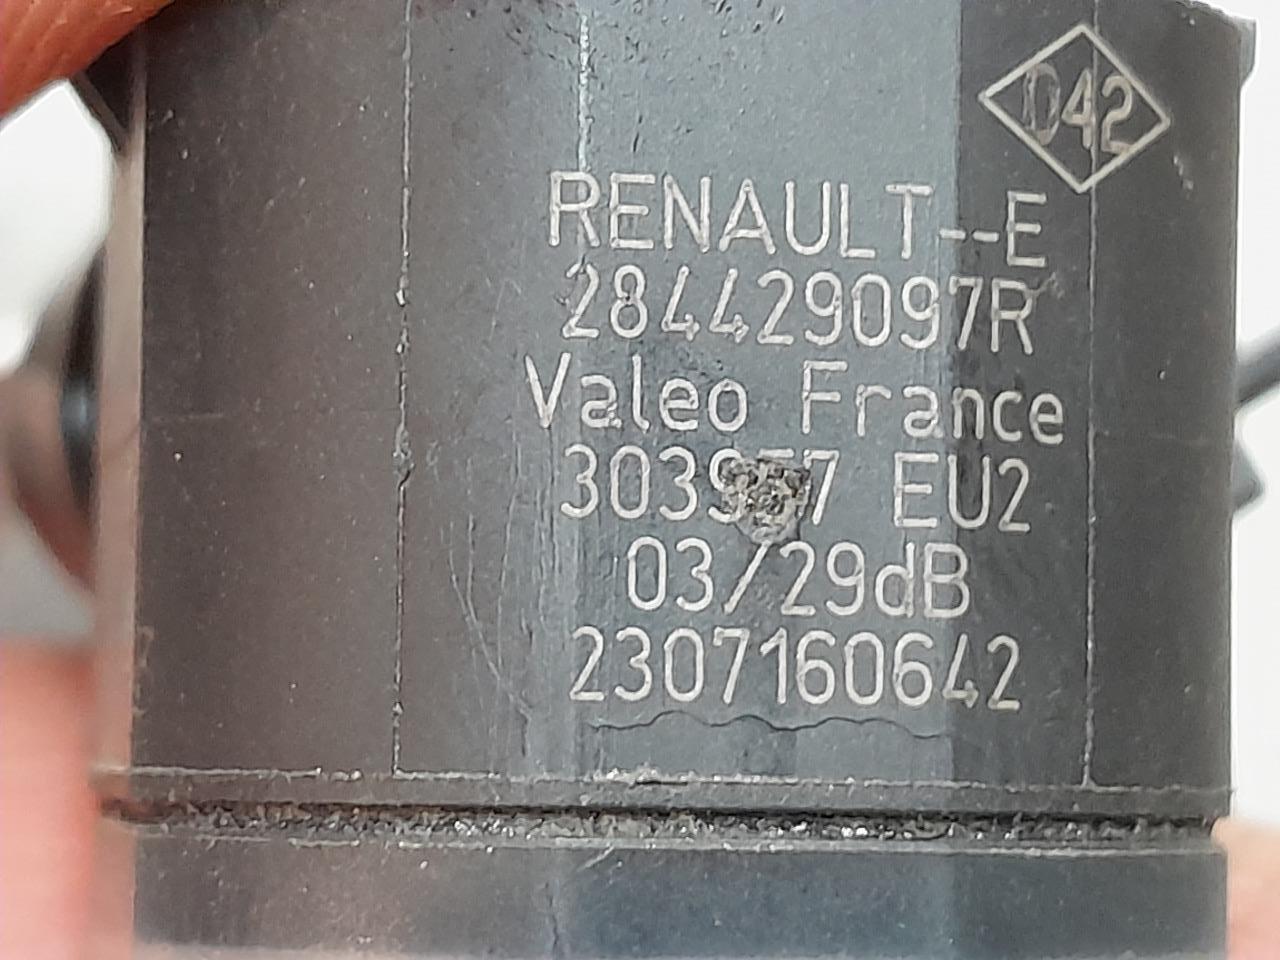 D42
RENAULT--E
284429097R
Valeo France
EU2
03/29dB
2307160642